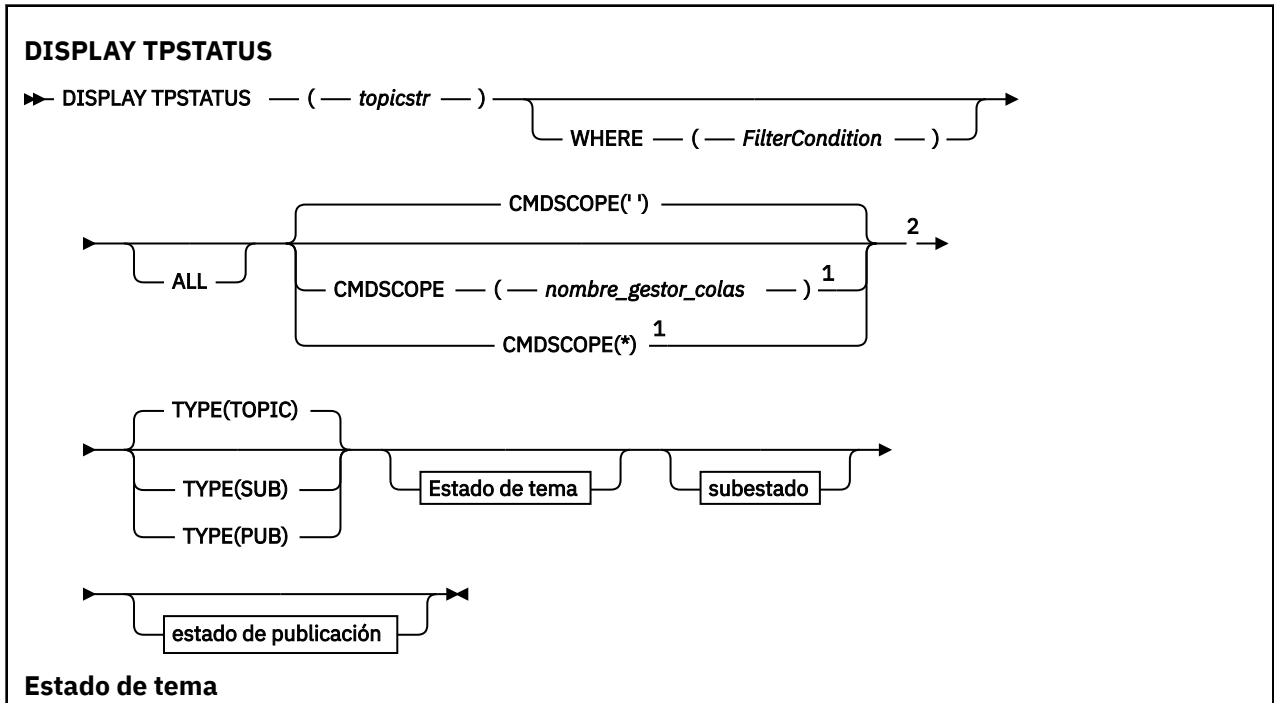 DISPLAY TPSTATUS
DISPLAY TPSTATUS ( topicstr )
WHERE ( FilterCondition )
CMDSCOPE(' ')
2
ALL
CMDSCOPE ( nombre_gestor_colas ) 1
CMDSCOPE(*) 1
TYPE(TOPIC)
TYPE(SUB) Estado de tema subestado
TYPE(PUB)
estado de publicación
Estado de tema